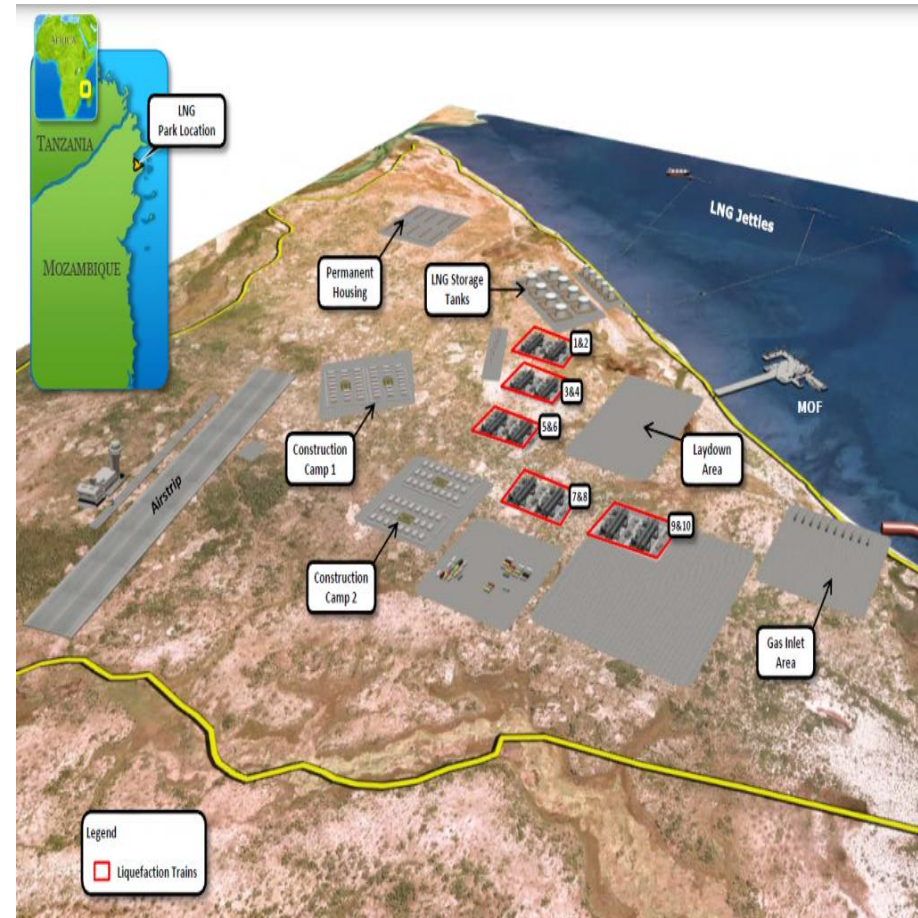 AFRICA
LNG
Park Location
TANZANIA
MOZAMBIQUE
LNG Jetties
Permanent
Housing
LNG Storage
Tanks
1&2
3&4
5&6
MOF
Construction
Camp 1
Laydown
Area
Airstrip
7&8
9&10
Construction
Camp 2
Gas Inlet
Area
Legend
Liquefaction Trains